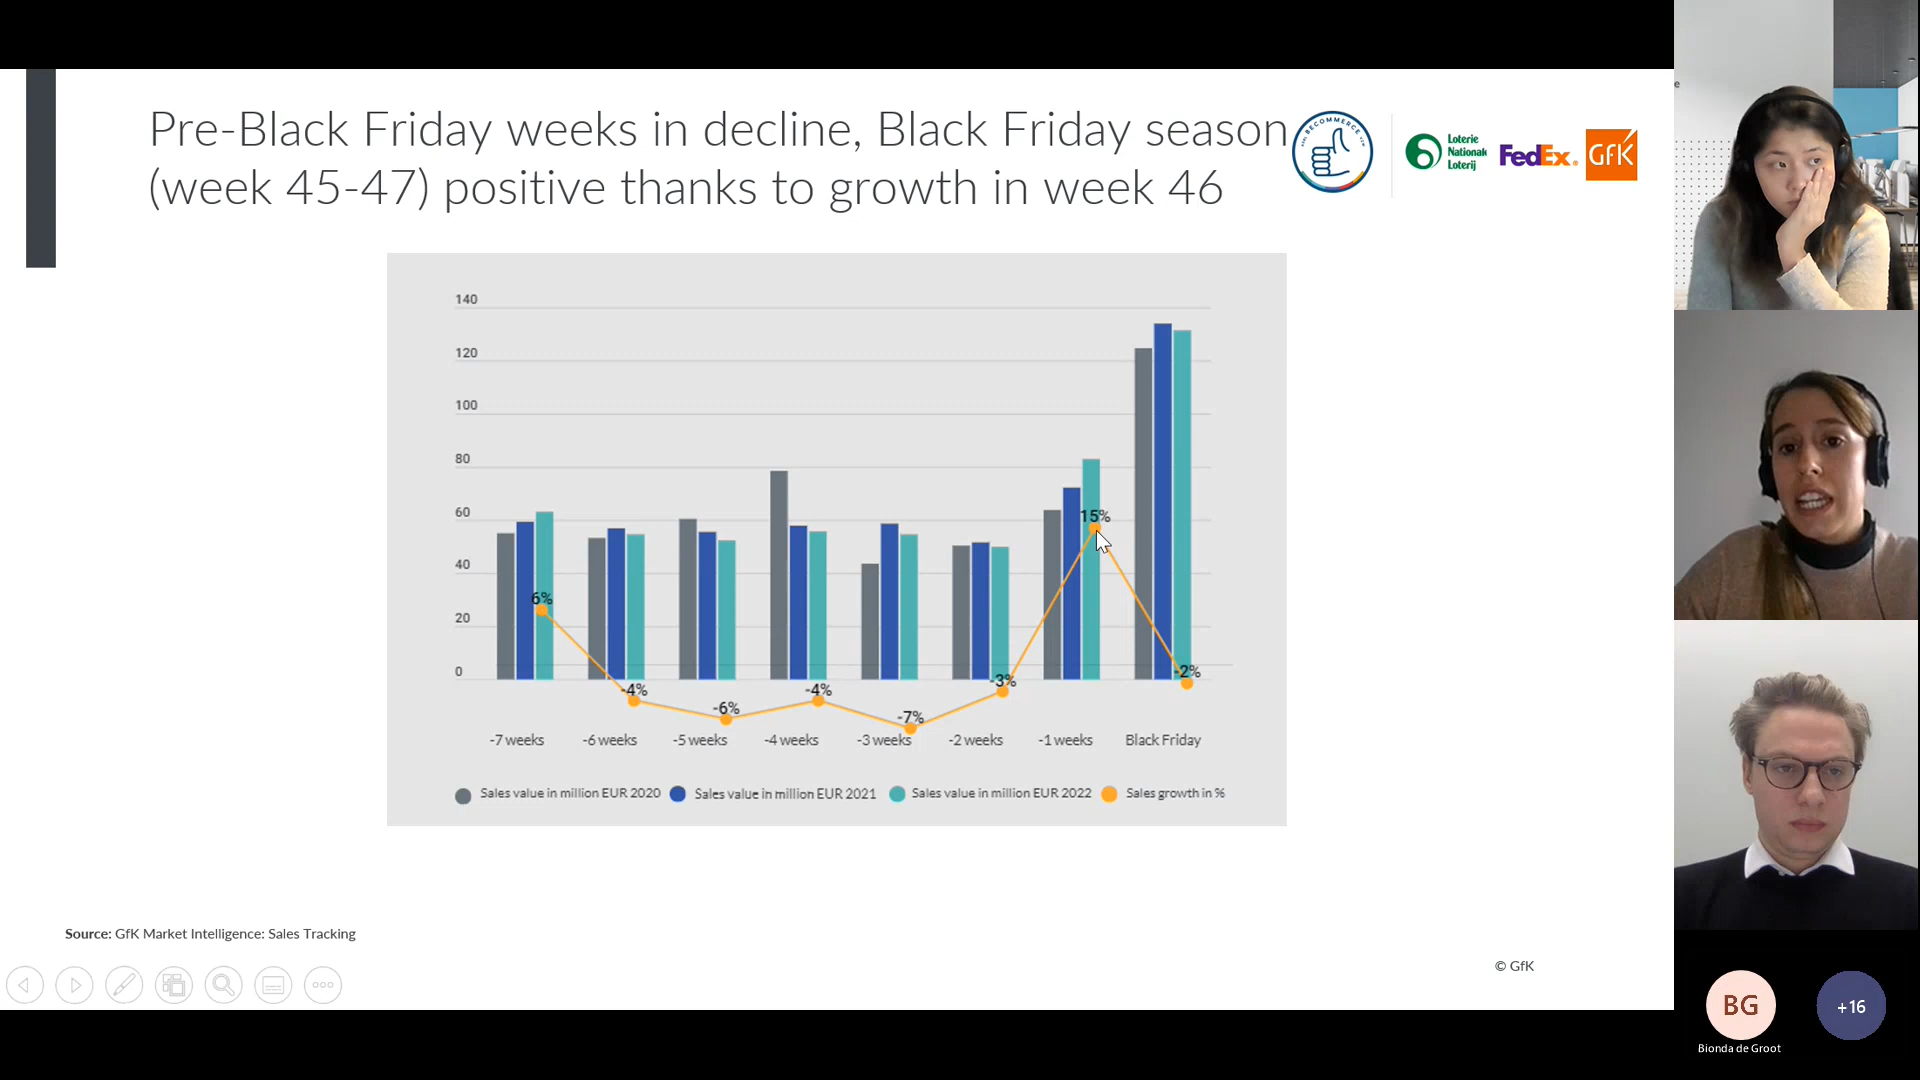 Pre-Black Friday weeks in decline, Black Friday season
(week 45-47) positive thanks to growth in week 46
BECOMMERCE
Loterie
Nationale
Loterij
FedEx.
GfK
140
120
100
80
60
40
20
0
6%
-4%
-6%
-4%
-7%
-3%
15%
-2%
-7 weeks
-6 weeks
-5 weeks
-4 weeks
-3 weeks
-2 weeks
-1 weeks
Black Friday
Sales value in million EUR 2020
Sales value in million EUR 2021
Sales value in million EUR 2022
Sales growth in %
Source: GfK Market Intelligence: Sales Tracking
© GfK
BG
+16
Bionda de Groot